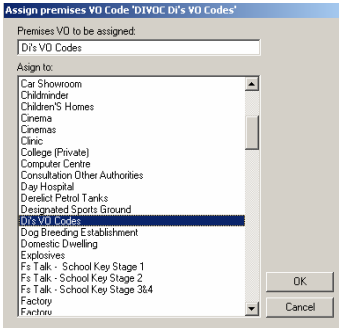 Assign premises VO Code 'DIVOC Di's VO Codes'
Premises VO to be assigned:
Di's VO Codes
Asign to:
Car Showroom
Childminder
Children'S Homes
Cinema
Cinemas
Clinic
College (Private)
Computer Centre
Consultation Other Authorities
Day Hospital
Derelict Petrol Tanks
Designated Sports Ground
Di's VO Codes
Dog Breeding Establishment
Domestic Dwelling
Explosives
Fs Talk - School Key Stage 1
Fs Talk - School Key Stage 2
Fs Talk - School Key Stage 3&4
Factory
Factory
OK
Cancel